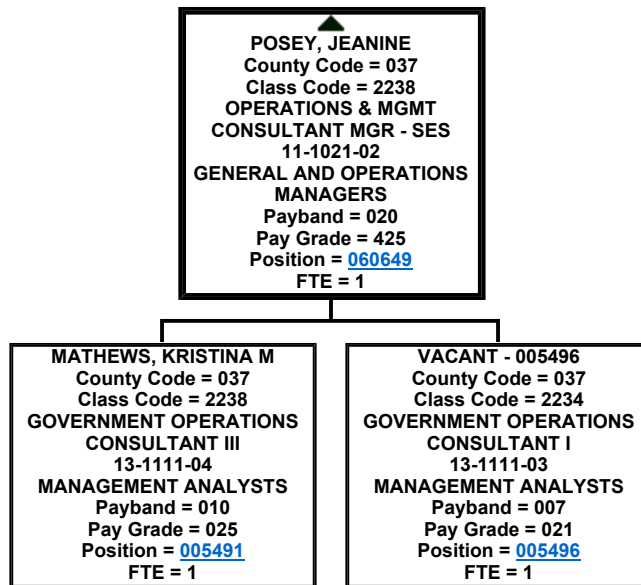 POSEY, JEANINE
County Code = 037
Class Code = 2238
OPERATIONS & MGMT
CONSULTANT MGR - SES
11-1021-02
GENERAL AND OPERATIONS
MANAGERS
Payband = 020
Pay Grade = 425
Position = 060649
FTE = 1
MATHEWS, KRISTINA M
County Code = 037
Class Code = 2238
GOVERNMENT OPERATIONS
CONSULTANT III
13-1111-04
MANAGEMENT ANALYSTS
Payband = 010
Pay Grade = 025
Position = 005491
FTE = 1
VACANT - 005496
County Code = 037
Class Code = 2234
GOVERNMENT OPERATIONS
CONSULTANT I
13-1111-03
MANAGEMENT ANALYSTS
Payband = 007
Pay Grade = 021
Position = 005496
FTE = 1